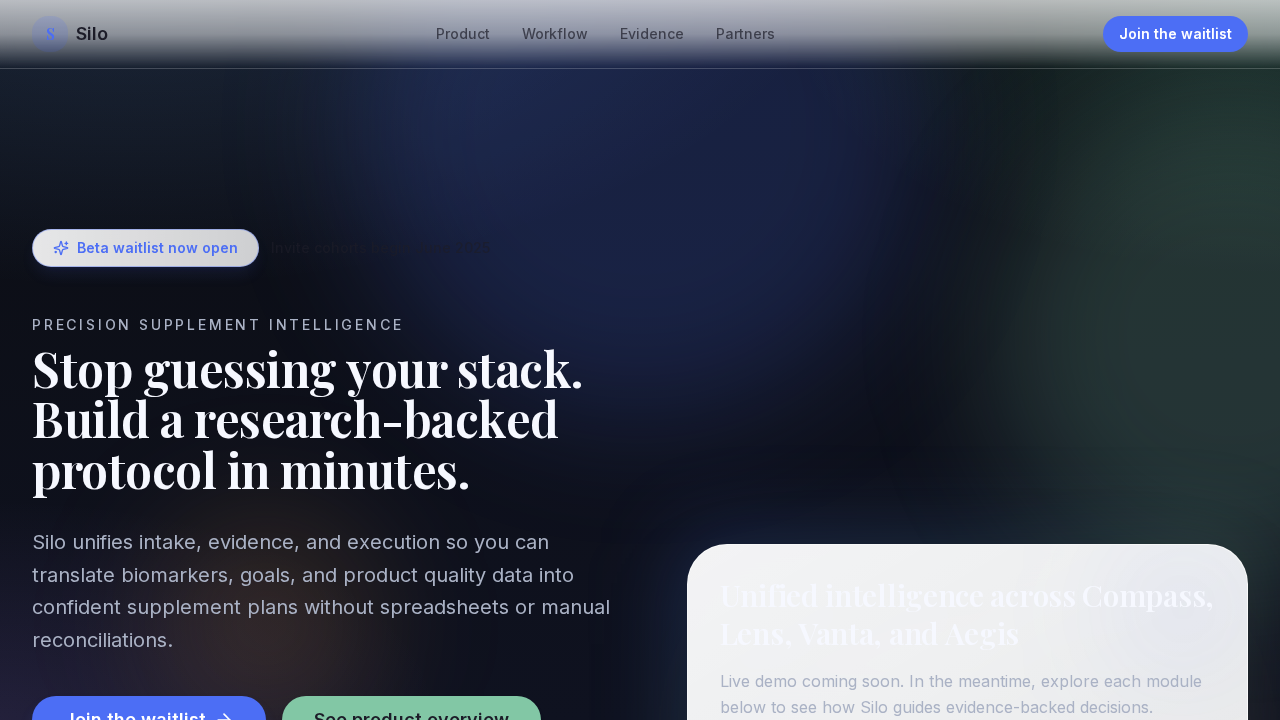 S
Silo
Product
Workflow
Evidence
Partners
Join the waitlist
Beta waitlist now open
Invite
PRECISION SUPPLEMENT INTELLIGENCE
Stop guessing your stack.
Build a research-backed
protocol in minutes.
Silo unifies intake, evidence, and execution so you can
translate biomarkers, goals, and product quality data into
confident supplement plans without spreadsheets or manual
reconciliations.
Join the waitlist
See product overview
Unified intelligence across Compass,
Lens, Vanta, and Aegis
Live demo coming soon. In the meantime, explore each module
below to see how Silo guides evidence-backed decisions.